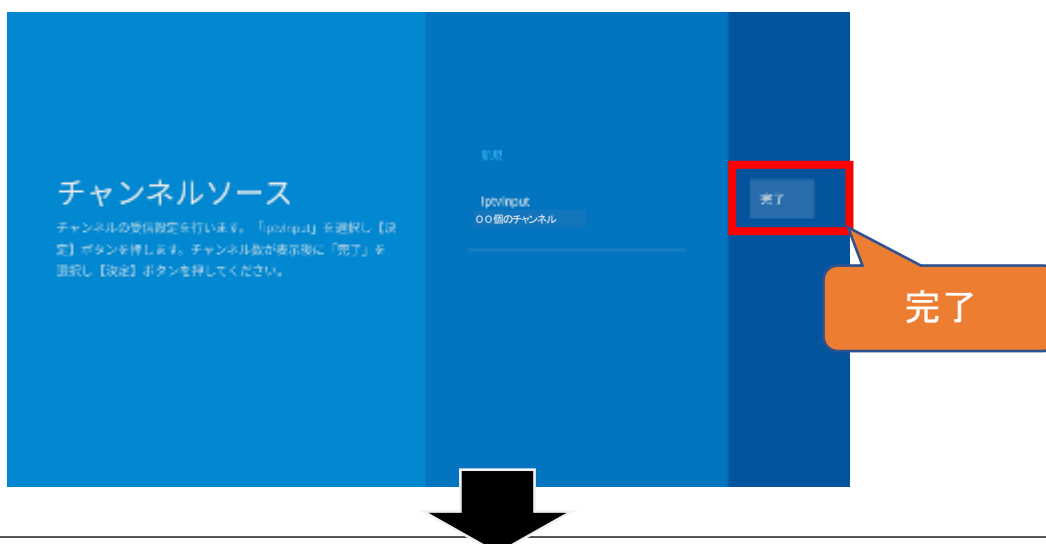 チャンネルソース
チャンネルの受信設定を行います。「IptvInput」を選択し【決
定】ボタンを押します。チャンネル数が表示後に「完了」を
選択し【決定】ボタンを押してください。
新規
IptvInput
００個のチャンネル
完了
完了